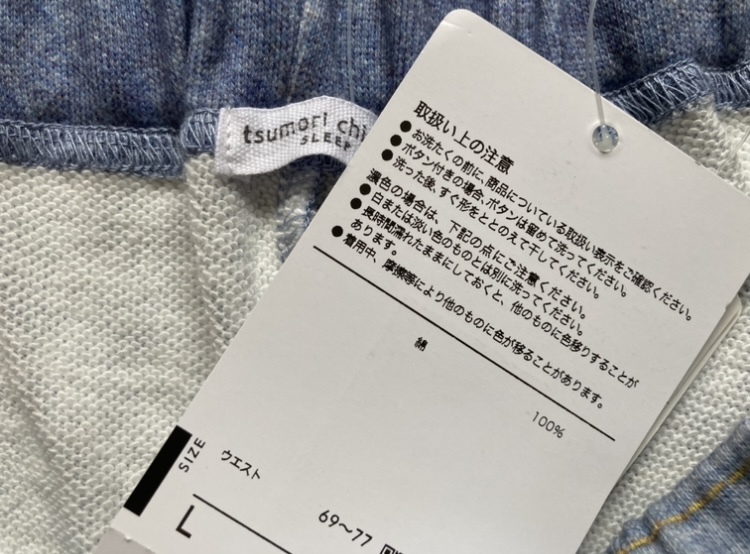 tsumori chi
SLEEP
取扱い上の注意
●お洗たくの前に、商品についている取扱い表示をご確認ください。
●ボタン付きの場合、ボタンは留めて洗ってください。
●洗った後、すぐ形をととのえて干してください。
濃色の場合は、下記の点にご注意ください。
●白または淡い色のものとは別に洗ってください。
●長時間濡れたままにしておくと、他のものに色移りすることが
あります。
●着用中、摩擦等により他のものに色が移ることがあります。
綿
100%
SIZE
ウエスト
L
69〜77